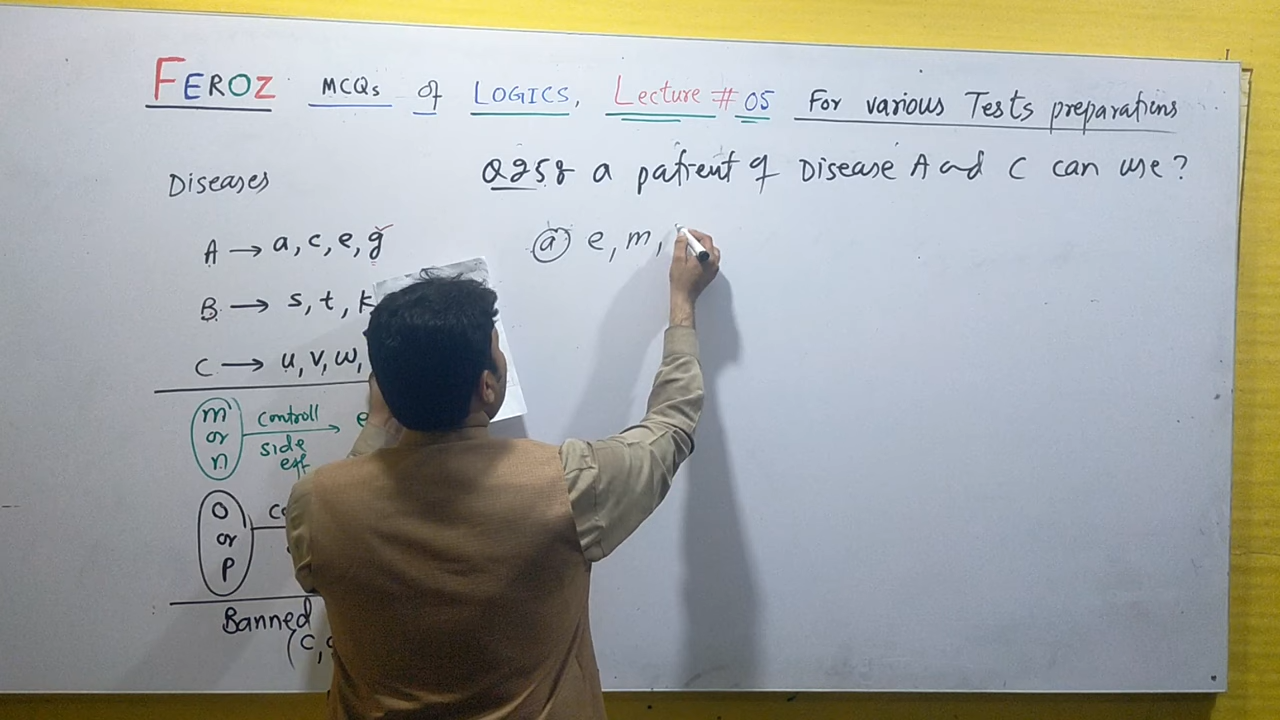 FEROZ MCQs of LOGICS, Lecture # 05 For various Tests preparations
Diseases
A → a, c, e, g
B → s, t, k
C → u, v, w,
m or n controll side eff → e
O or P
Banned
(c,
Q258 a patient of Disease A and C can use?
(a) e, m,